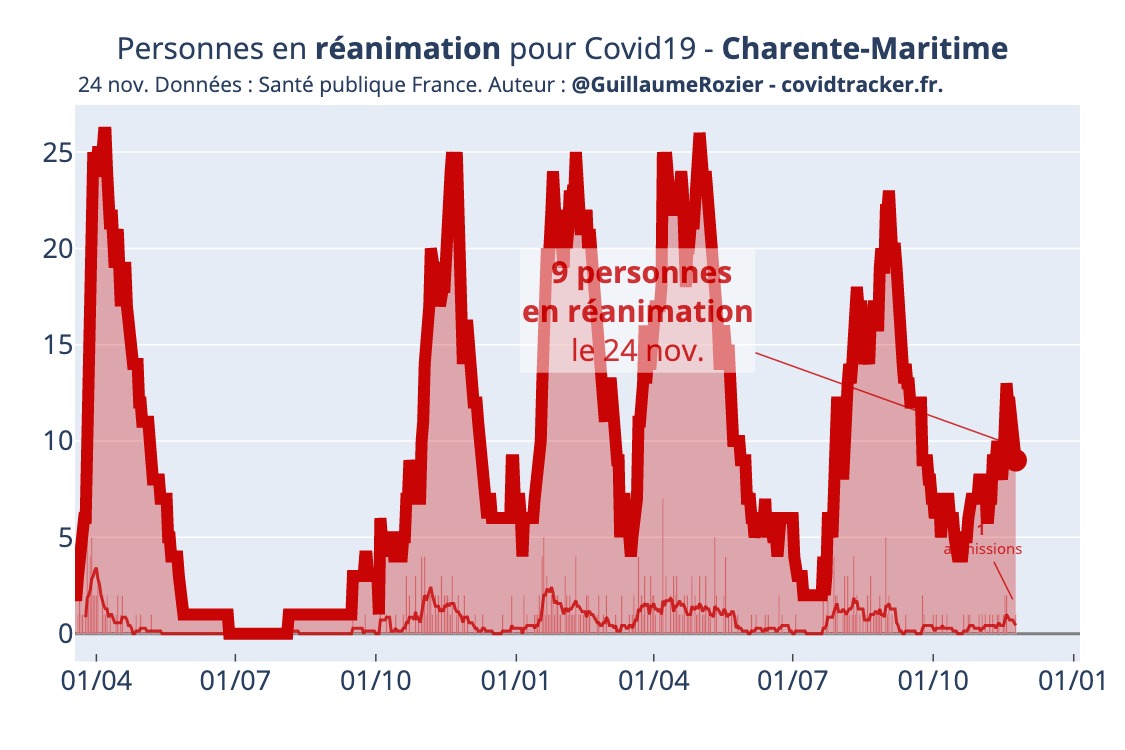 Personnes en réanimation pour Covid19 - Charente-Maritime
24 nov. Données : Santé publique France. Auteur : @GuillaumeRozier - covidtracker.fr.
25
20
15
10
5
0
9 personnes
en réanimation
le 24 nov.
1
admissions
01/04
01/07
01/10
01/01
01/04
01/07
01/10
01/01